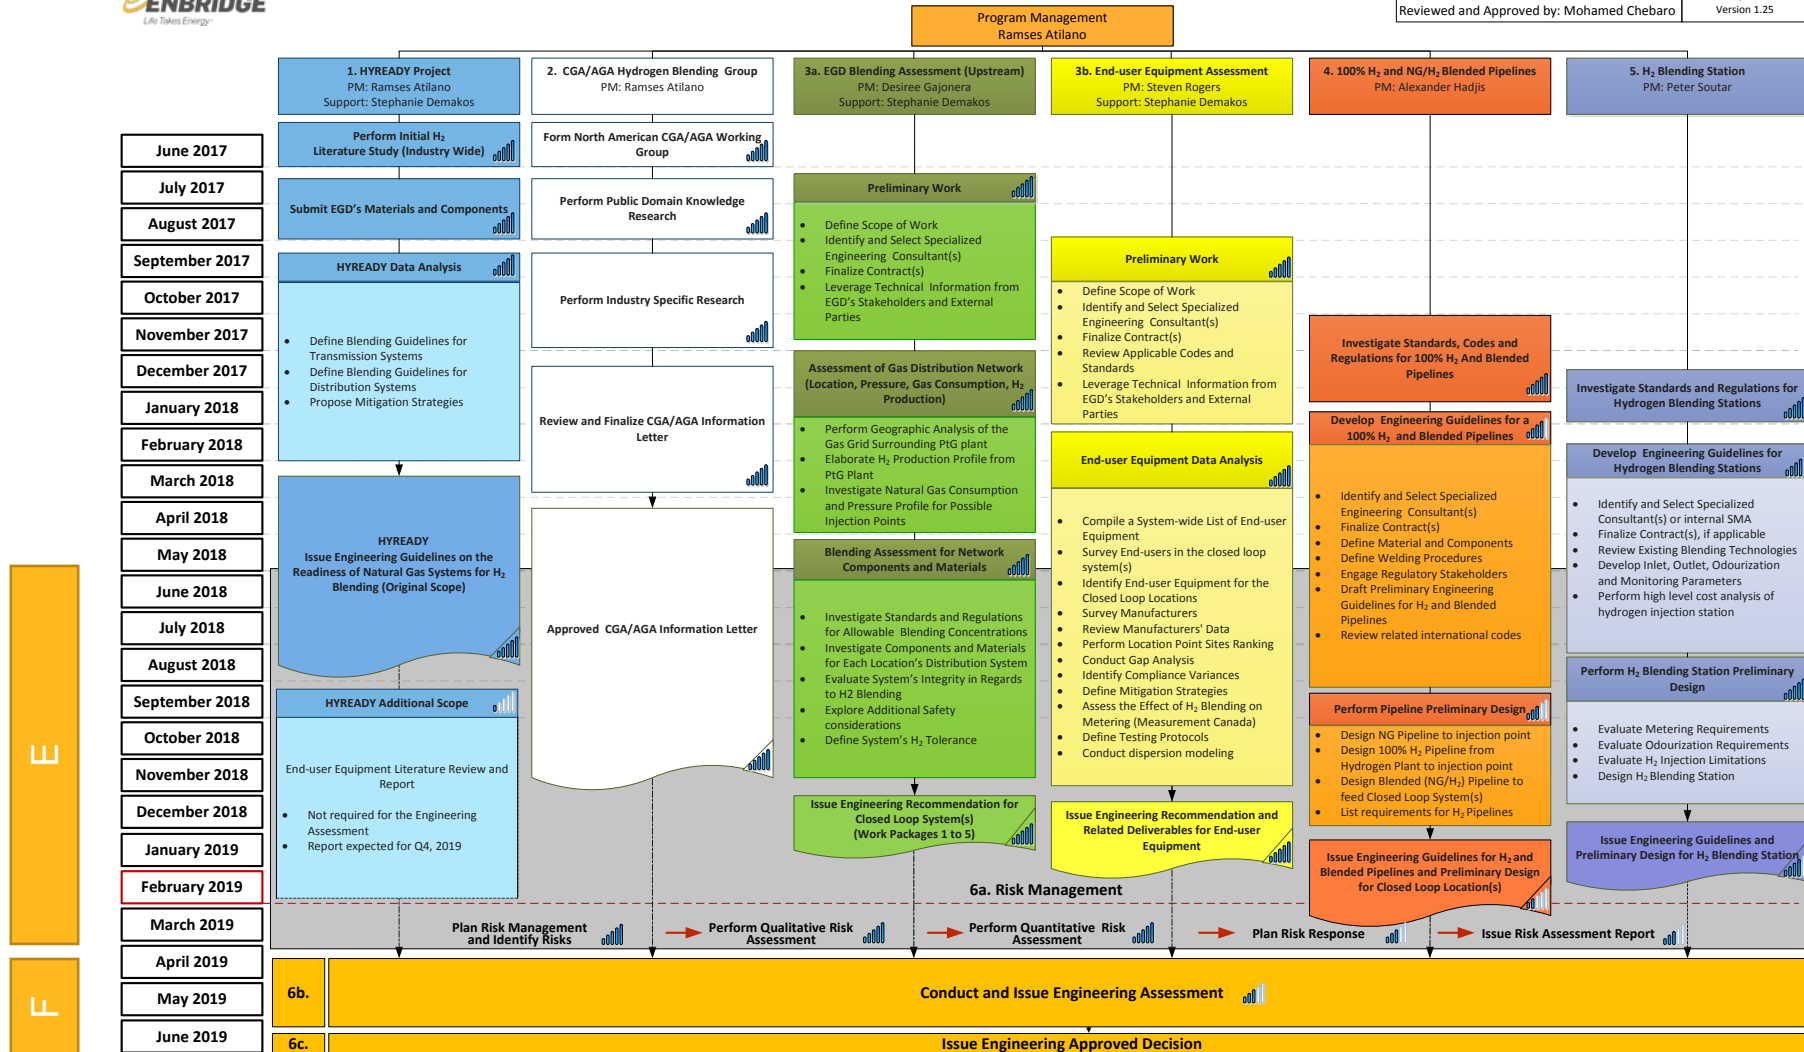 ENBRIDGE
Life Takes Energy
Reviewed and Approved by: Mohamed Chebaro
Version 1.25
Program Management
Ramses Atilano
1. HYREADY Project
PM: Ramses Atilano
Support: Stephanie Demakos
2. CGA/AGA Hydrogen Blending Group
PM: Ramses Atilano
3a. EGD Blending Assessment (Upstream)
PM: Desiree Gajonera
Support: Stephanie Demakos
3b. End-user Equipment Assessment
PM: Steven Rogers
Support: Stephanie Demakos
4. 100% H₂ and NG/H₂ Blended Pipelines
PM: Alexander Hadjis
5. H₂ Blending Station
PM: Peter Soutar
June 2017
July 2017
August 2017
September 2017
October 2017
November 2017
December 2017
January 2018
February 2018
March 2018
April 2018
May 2018
June 2018
July 2018
August 2018
September 2018
October 2018
November 2018
December 2018
January 2019
February 2019
March 2019
April 2019
May 2019
June 2019
E
F
Perform Initial H₂
Literature Study (Industry Wide)
Submit EGD's Materials and Components
HYREADY Data Analysis
• Define Blending Guidelines for
Transmission Systems
• Define Blending Guidelines for
Distribution Systems
• Propose Mitigation Strategies
HYREADY
Issue Engineering Guidelines on the
Readiness of Natural Gas Systems for H₂
Blending (Original Scope)
HYREADY Additional Scope
End-user Equipment Literature Review and
Report
• Not required for the Engineering
Assessment
• Report expected for Q4, 2019
Form North American CGA/AGA Working
Group
Perform Public Domain Knowledge
Research
Perform Industry Specific Research
Review and Finalize CGA/AGA Information
Letter
Approved CGA/AGA Information Letter
Preliminary Work
• Define Scope of Work
• Identify and Select Specialized
Engineering Consultant(s)
• Finalize Contract(s)
• Leverage Technical Information from
EGD's Stakeholders and External
Parties
Assessment of Gas Distribution Network
(Location, Pressure, Gas Consumption, H₂
Production)
• Perform Geographic Analysis of the
Gas Grid Surrounding PtG plant
• Elaborate H₂ Production Profile from
PtG Plant
• Investigate Natural Gas Consumption
and Pressure Profile for Possible
Injection Points
Blending Assessment for Network
Components and Materials
• Investigate Standards and Regulations
for Allowable Blending Concentrations
• Investigate Components and Materials
for Each Location's Distribution System
• Evaluate System's Integrity in Regards
to H2 Blending
• Explore Additional Safety
considerations
• Define System's H₂ Tolerance
Issue Engineering Recommendation for
Closed Loop System(s)
(Work Packages 1 to 5)
Preliminary Work
• Define Scope of Work
• Identify and Select Specialized
Engineering Consultant(s)
• Finalize Contract(s)
• Review Applicable Codes and
Standards
• Leverage Technical Information from
EGD's Stakeholders and External
Parties
End-user Equipment Data Analysis
• Compile a System-wide List of End-user
Equipment
• Survey End-users in the closed loop
system(s)
• Identify End-user Equipment for the
Closed Loop Locations
• Survey Manufacturers
• Review Manufacturers' Data
• Perform Location Point Sites Ranking
• Conduct Gap Analysis
• Identify Compliance Variances
• Define Mitigation Strategies
• Assess the Effect of H₂ Blending on
Metering (Measurement Canada)
• Define Testing Protocols
• Conduct dispersion modeling
Issue Engineering Recommendation and
Related Deliverables for End-user
Equipment
Investigate Standards, Codes and
Regulations for 100% H₂ And Blended
Pipelines
Develop Engineering Guidelines for a
100% H₂ and Blended Pipelines
• Identify and Select Specialized
Engineering Consultant(s)
• Finalize Contract(s)
• Define Material and Components
• Define Welding Procedures
• Engage Regulatory Stakeholders
• Draft Preliminary Engineering
Guidelines for H₂ and Blended
Pipelines
• Review related international codes
Perform Pipeline Preliminary Design
• Design NG Pipeline to injection point
• Design 100% H₂ Pipeline from
Hydrogen Plant to injection point
• Design Blended (NG/H₂) Pipeline to
feed Closed Loop System(s)
• List requirements for H₂ Pipelines
Issue Engineering Guidelines for H₂ and
Blended Pipelines and Preliminary Design
for Closed Loop Location(s)
Investigate Standards and Regulations for
Hydrogen Blending Stations
Develop Engineering Guidelines for
Hydrogen Blending Stations
• Identify and Select Specialized
Consultant(s) or internal SMA
• Finalize Contract(s), if applicable
• Review Existing Blending Technologies
• Develop Inlet, Outlet, Odourization
and Monitoring Parameters
• Perform high level cost analysis of
hydrogen injection station
Perform H₂ Blending Station Preliminary
Design
• Evaluate Metering Requirements
• Evaluate Odourization Requirements
• Evaluate H₂ Injection Limitations
• Design H₂ Blending Station
Issue Engineering Guidelines and
Preliminary Design for H₂ Blending Station
6a. Risk Management
Plan Risk Management
and Identify Risks
Perform Qualitative Risk
Assessment
Perform Quantitative Risk
Assessment
Plan Risk Response
Issue Risk Assessment Report
6b.
Conduct and Issue Engineering Assessment
6c.
Issue Engineering Approved Decision